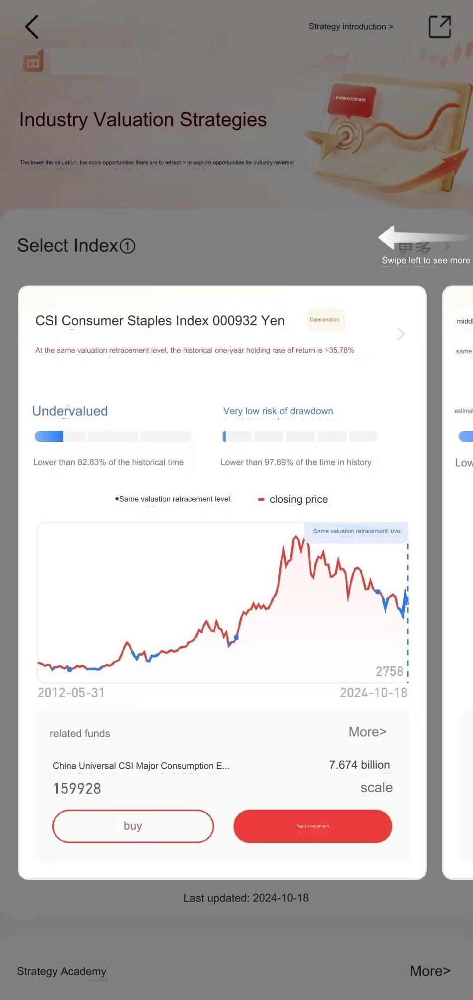 Strategy introduction >
underestimate
Industry Valuation Strategies
The lower the valuation, the more opportunities there are to retreat > to explore opportunities for industry reversal
Select Index①
更多 >
Swipe left to see more
CSI Consumer Staples Index 000932 Yen
Consumption
At the same valuation retracement level, the historical one-year holding rate of return is +35.78%
same
Undervalued
Very low risk of drawdown
Lower than 82.83% of the historical time
Lower than 97.69% of the time in history
Low
•Same valuation retracement level
closing price
Same valuation retracement level
2758
2012-05-31
2024-10-18
related funds
More>
China Universal CSI Major Consumption E...
7.674 billion
159928
scale
buy
fixed investment
Last updated: 2024-10-18
Strategy Academy
More>